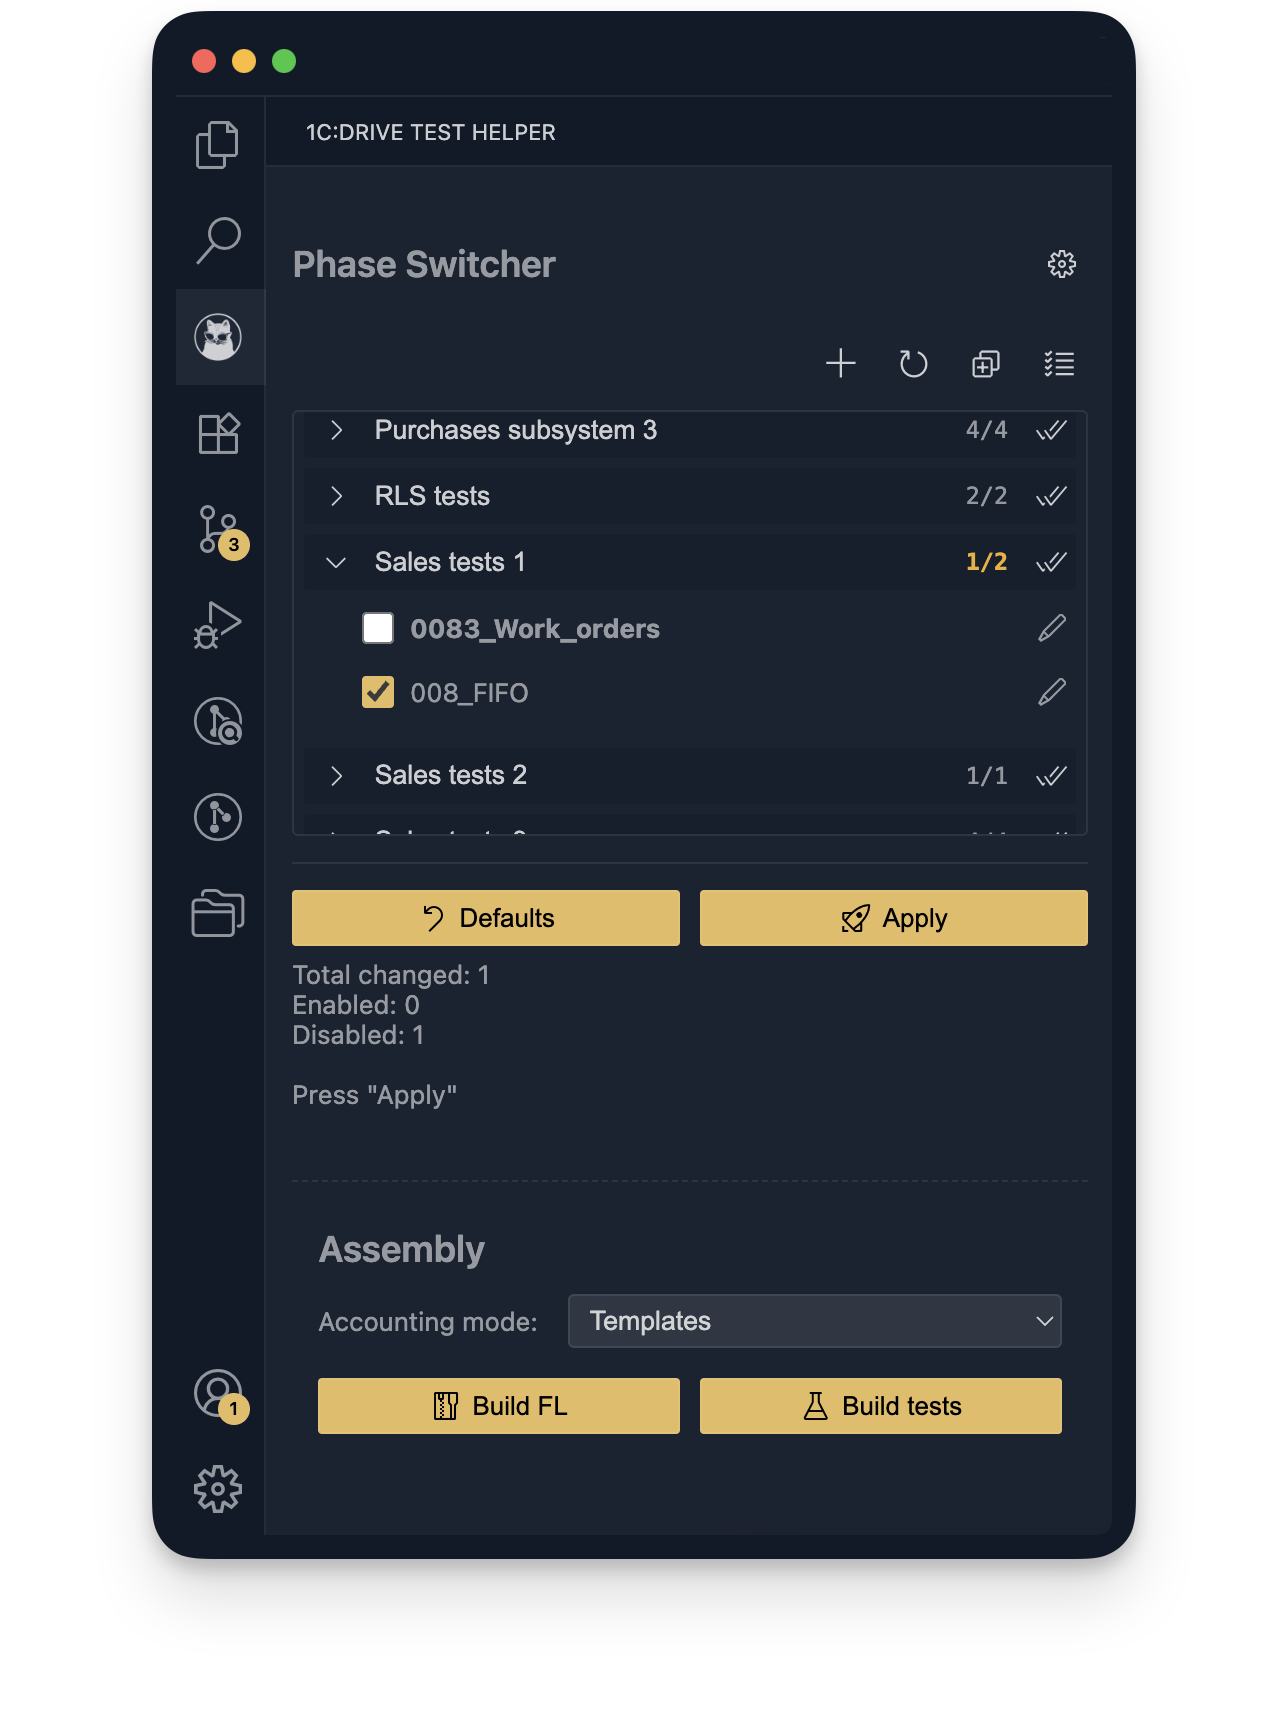 1C:DRIVE TEST HELPER
Phase Switcher
Purchases subsystem 3 4/4
RLS tests 2/2
Sales tests 1 1/2
3
0083_Work_orders
008_FIFO
Sales tests 2 1/1
Defaults Apply
Total changed: 1
Enabled: 0
Disabled: 1
Press "Apply"
Assembly
Accounting mode: Templates
1
Build FL Build tests